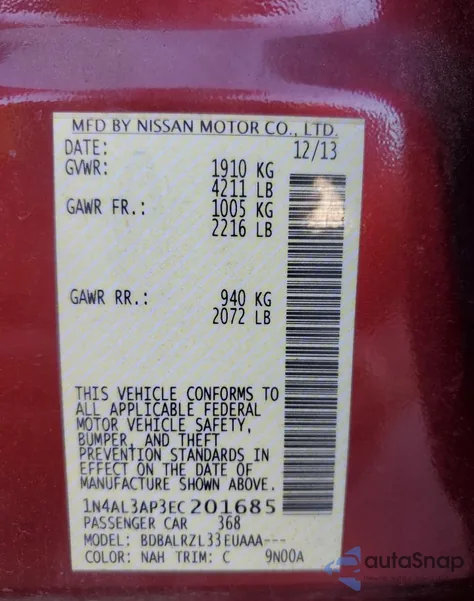 MFD BY NISSAN MOTOR CO., LTD.
DATE: 12/13
GVWR: 1910 KG
4211 LB
GAWR FR.: 1005 KG
2216 LB
GAWR RR.: 940 KG
2072 LB
THIS VEHICLE CONFORMS TO
ALL APPLICABLE FEDERAL
MOTOR VEHICLE SAFETY,
BUMPER, AND THEFT
PREVENTION STANDARDS IN
EFFECT ON THE DATE OF
MANUFACTURE SHOWN ABOVE.
1N4AL3AP3EC201685
PASSENGER CAR 368
MODEL: BDBALRZL33EUAAA---
COLOR: NAH TRIM: C 9N00A
autoSnap
Powered by AutoBidMaster